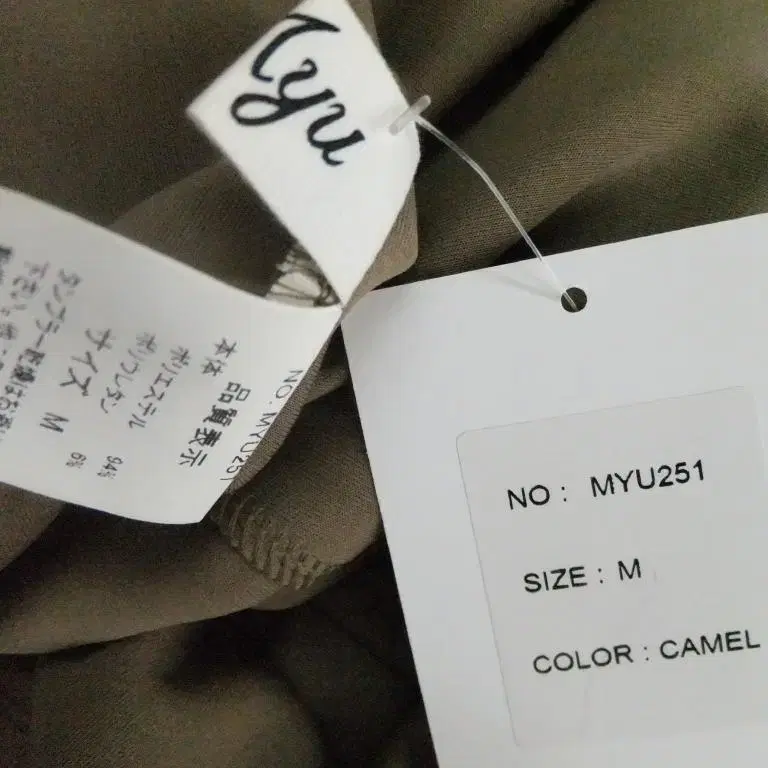 Myu
NO MYU251
品質表示
本体
ポリエステル 94%
ポリウレタン 6%
サイズ M
NO : MYU251
SIZE : M
COLOR : CAMEL